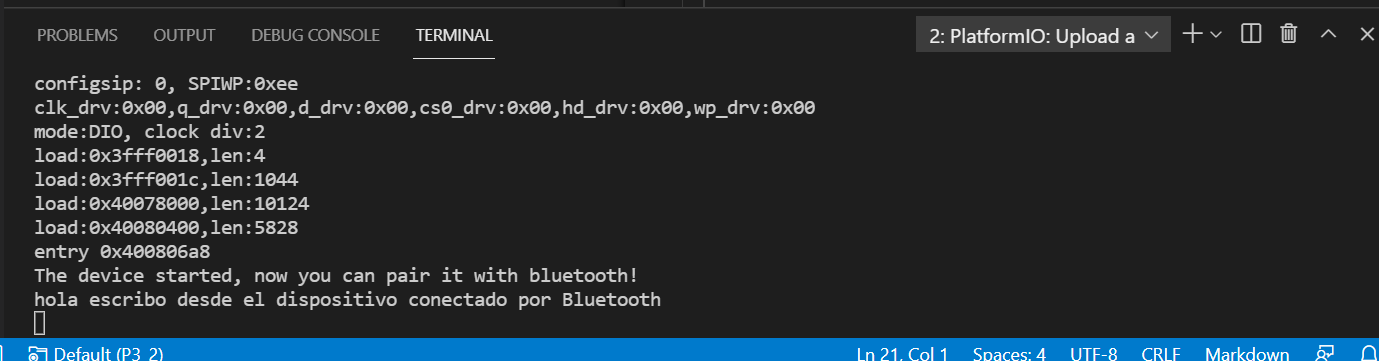 PROBLEMS OUTPUT DEBUG CONSOLE TERMINAL 2: PlatformIO: Upload a
configsip: 0, SPIWP:0xee
clk_drv:0x00,q_drv:0x00,d_drv:0x00,cs0_drv:0x00,hd_drv:0x00,wp_drv:0x00
mode:DIO, clock div:2
load:0x3fff0018,len:4
load:0x3fff001c,len:1044
load:0x40078000,len:10124
load:0x40080400,len:5828
entry 0x400806a8
The device started, now you can pair it with bluetooth!
hola escribo desde el dispositivo conectado por Bluetooth
Default (P3_2) Ln 21, Col 1 Spaces: 4 UTF-8 CRLF Markdown